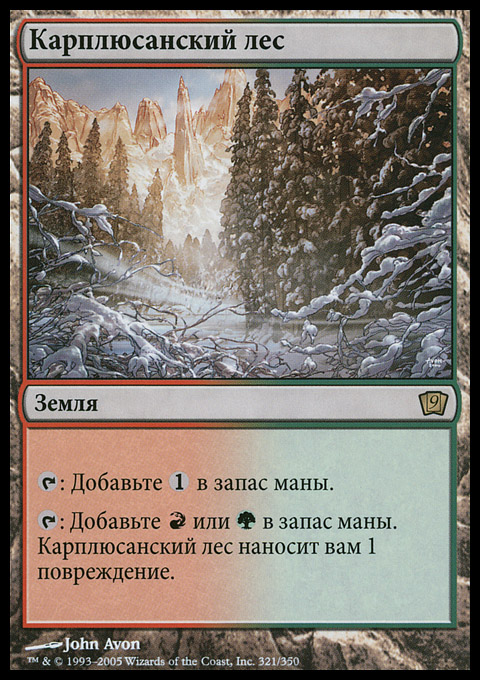 Карплюсанский лес
Земля
9
: Добавьте 1 в запас маны.
: Добавьте или в запас маны.
Карплюсанский лес наносит вам 1
повреждение.
John Avon
™ & © 1993–2005 Wizards of the Coast, Inc. 321/350